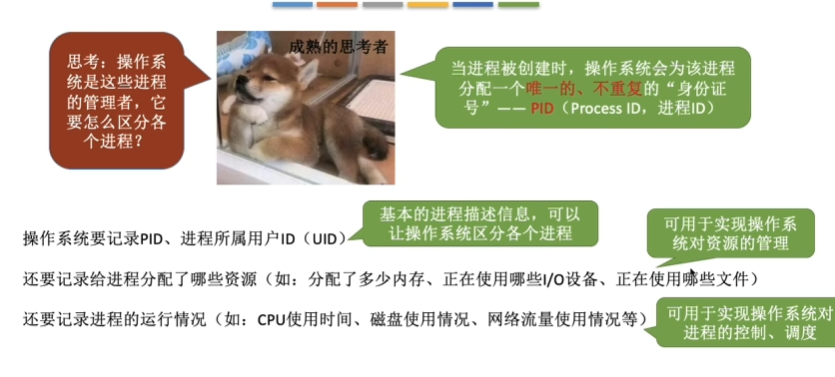 思考：操作系
统是这些进程
的管理者，它
要怎么区分各
个进程？
成熟的思考者
当进程被创建时，操作系统会为该进程
分配一个唯一的、不重复的“身份证
号”—— PID（Process ID，进程ID）
基本的进程描述信息，可以
让操作系统区分各个进程
操作系统要记录PID、进程所属用户ID（UID）
可用于实现操作系
统对资源的管理
还要记录给进程分配了哪些资源（如：分配了多少内存、正在使用哪些I/O设备、正在使用哪些文件）
还要记录进程的运行情况（如：CPU使用时间、磁盘使用情况、网络流量使用情况等）
可用于实现操作系统对
进程的控制、调度